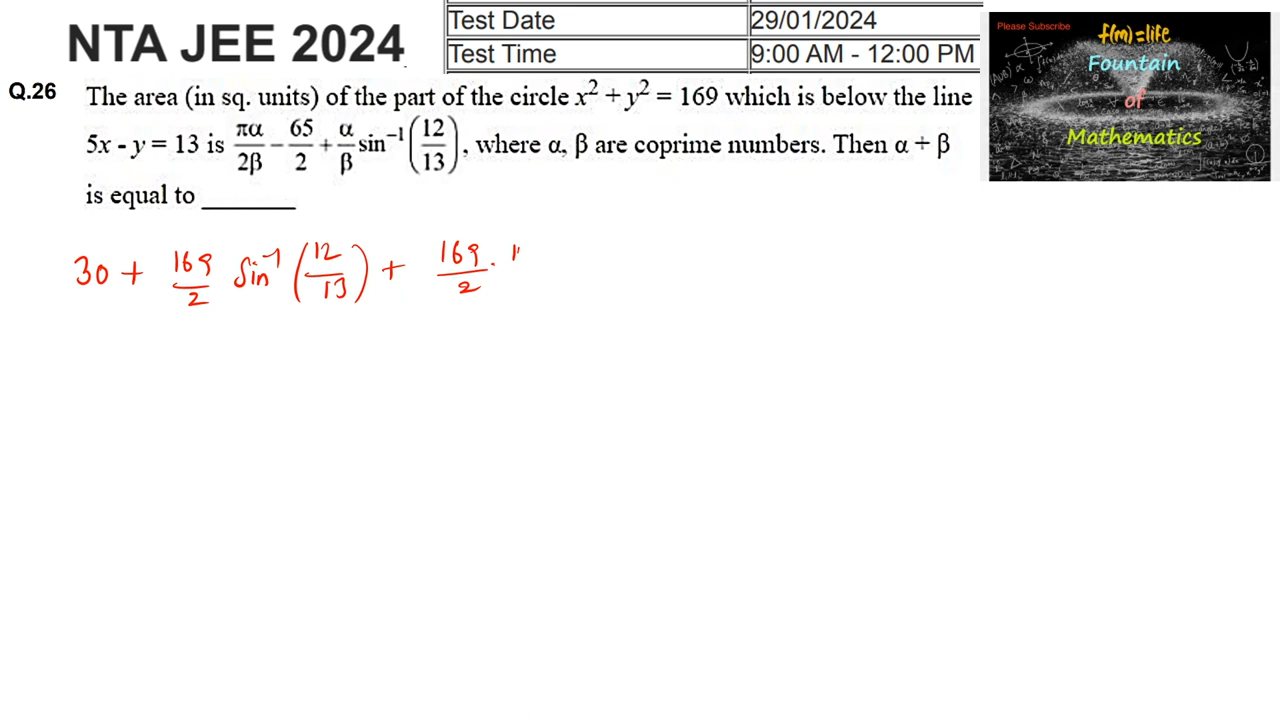 NTA JEE 2024
Test Date 29/01/2024
Test Time 9:00 AM - 12:00 PM
Please Subscribe
f(m)=life
Fountain
of
Mathematics
Q.26 The area (in sq. units) of the part of the circle x² + y² = 169 which is below the line
5x - y = 13 is πα/2β − 65/2 + α/β sin⁻¹(12/13), where α, β are coprime numbers. Then α + β
is equal to ________
30 + 169/2 sin⁻¹(12/13) + 169/2 .